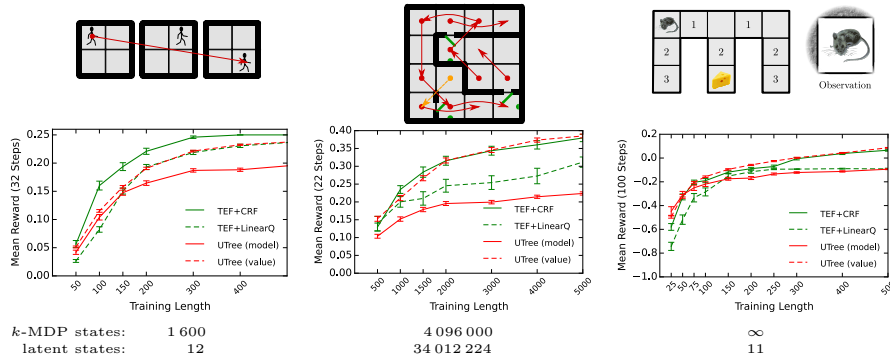 1 1
2 2 2
3 3
Observation
0.25
0.20
0.15
0.10
0.05
0.00
Mean Reward (32 Steps)
50 100 150 200 300 400
Training Length
TEF+CRF
TEF+LinearQ
UTree (model)
UTree (value)
0.40
0.35
0.30
0.25
0.20
0.15
0.10
0.05
0.00
Mean Reward (22 Steps)
500 1000 1500 2000 3000 4000 5000
Training Length
TEF+CRF
TEF+LinearQ
UTree (model)
UTree (value)
0.2
0.0
−0.2
−0.4
−0.6
−0.8
−1.0
Mean Reward (100 Steps)
25 50 75 100 150 200 250 300 400 500
Training Length
TEF+CRF
TEF+LinearQ
UTree (model)
UTree (value)
k-MDP states: 1 600 4 096 000 ∞
latent states: 12 34 012 224 11